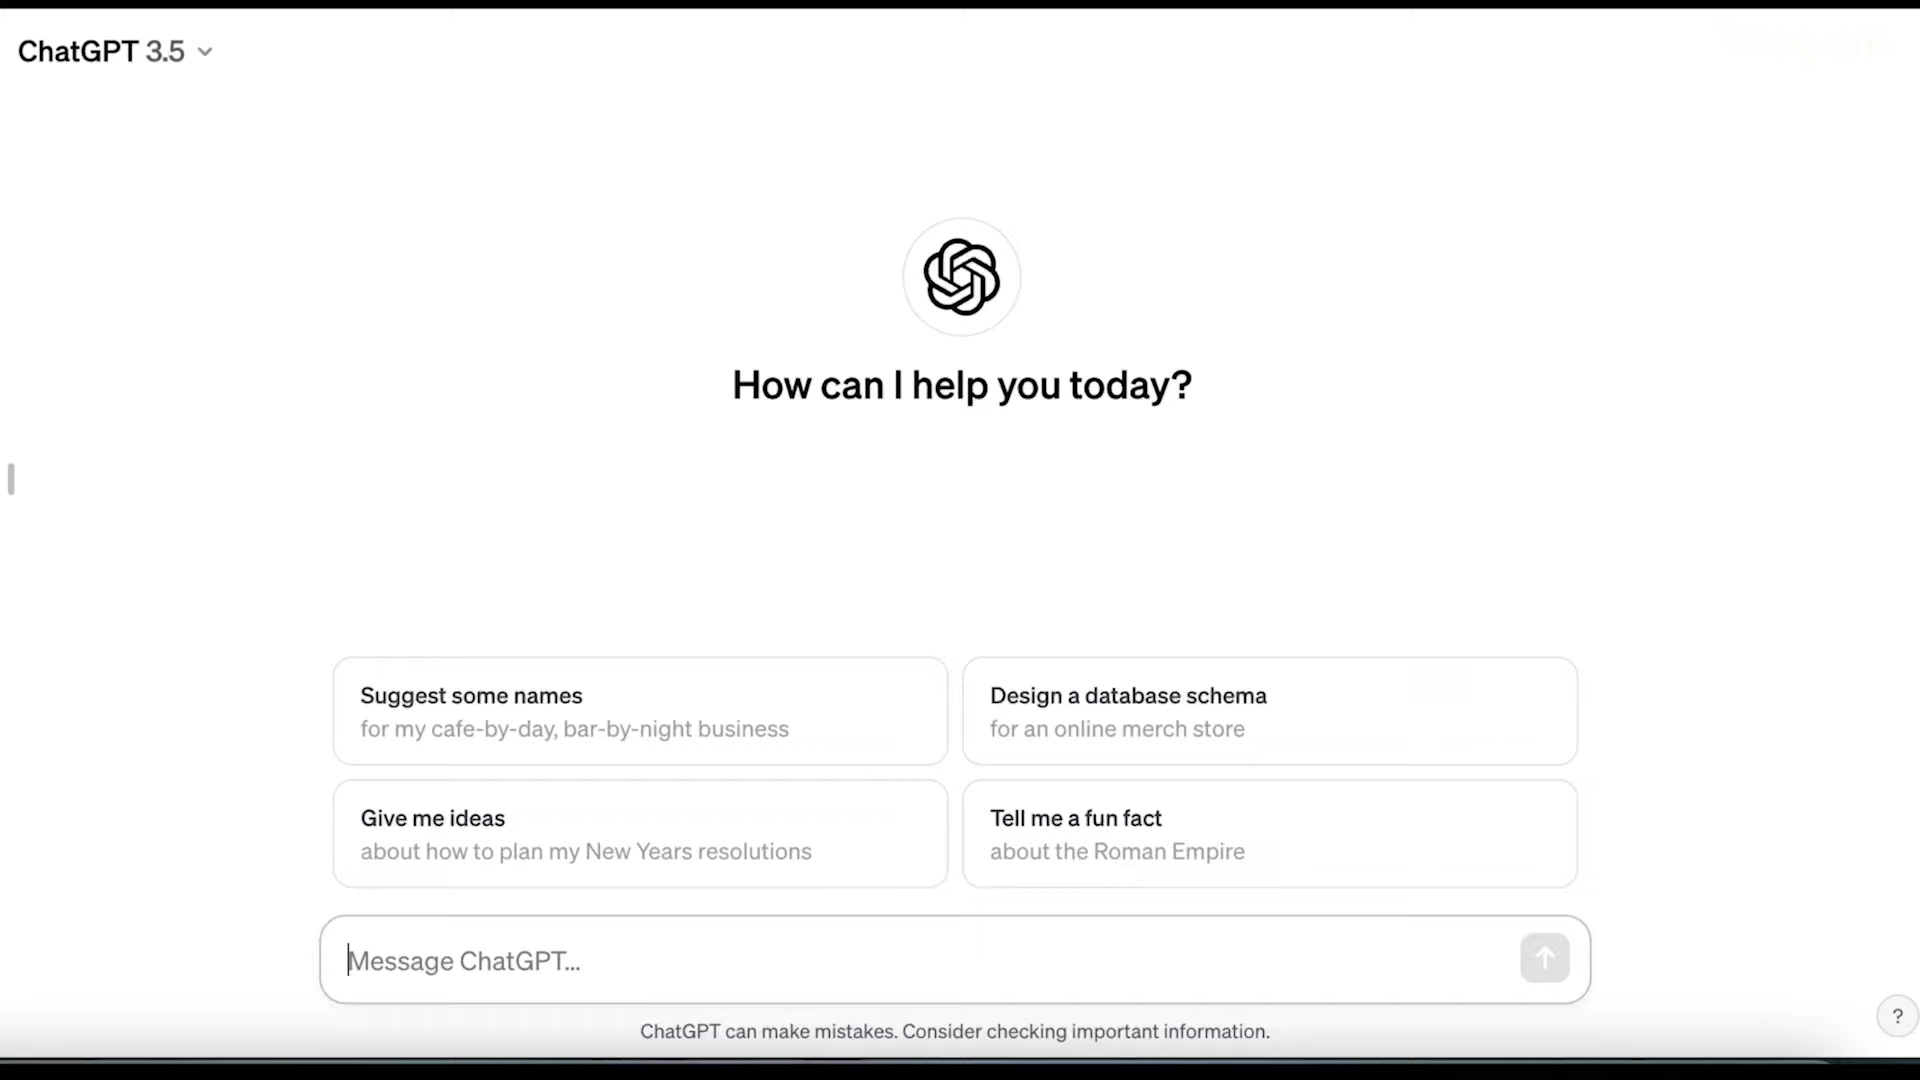 ChatGPT 3.5
How can I help you today?
Suggest some names
for my cafe-by-day, bar-by-night business
Design a database schema
for an online merch store
Give me ideas
about how to plan my New Years resolutions
Tell me a fun fact
about the Roman Empire
Message ChatGPT...
ChatGPT can make mistakes. Consider checking important information.
?